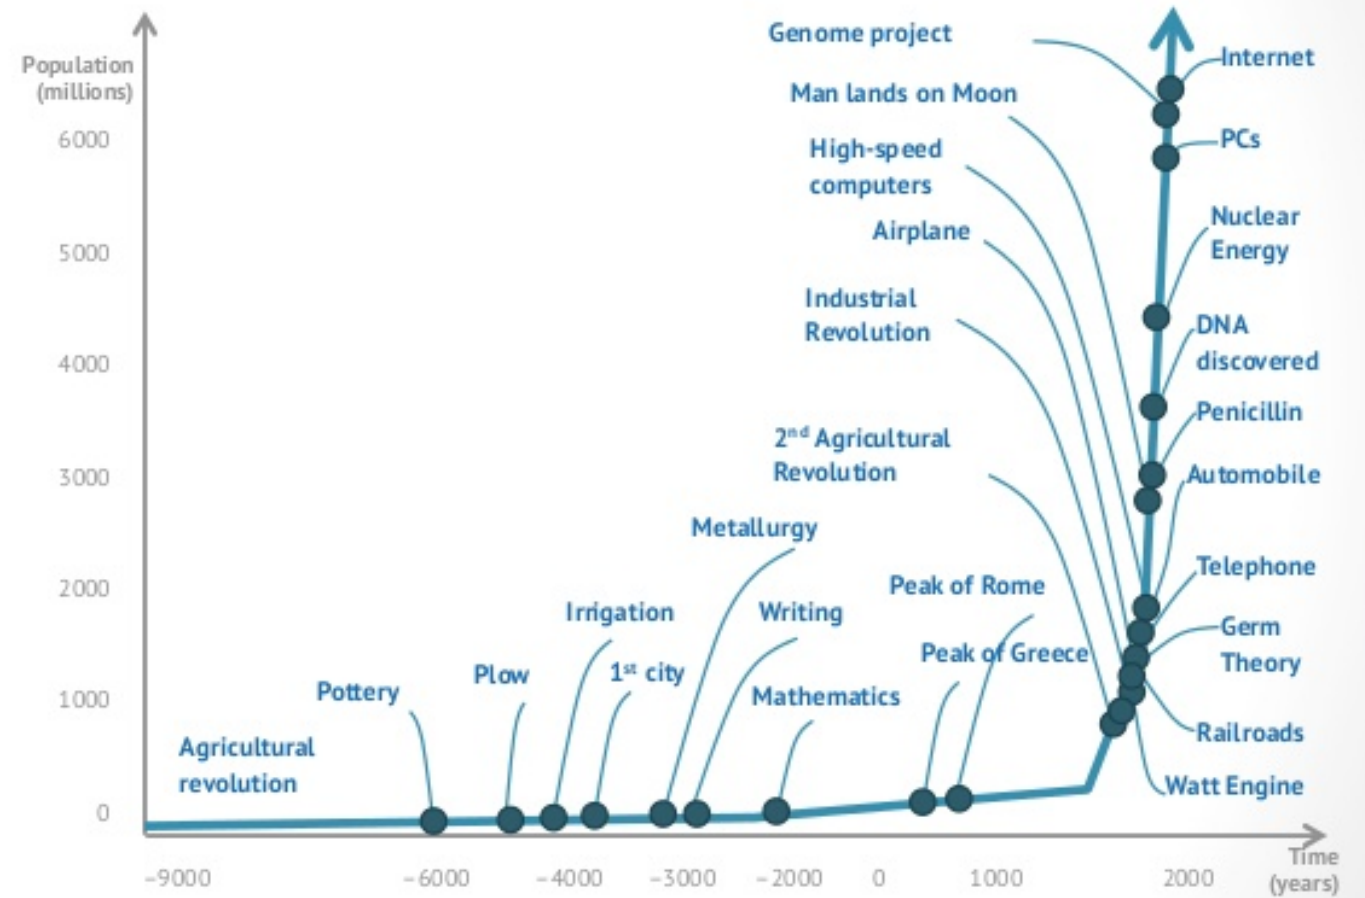 Population
(millions)
6000
5000
4000
3000
2000
1000
0
Genome project
Man lands on Moon
High-speed
computers
Airplane
Industrial
Revolution
2nd Agricultural
Revolution
Metallurgy
Irrigation
Writing
Peak of Rome
Plow
1st city
Peak of Greece
Pottery
Mathematics
Agricultural
revolution
Internet
PCs
Nuclear
Energy
DNA
discovered
Penicillin
Automobile
Telephone
Germ
Theory
Railroads
Watt Engine
−9000
−6000
−4000
−3000
−2000
0
1000
2000
Time
(years)